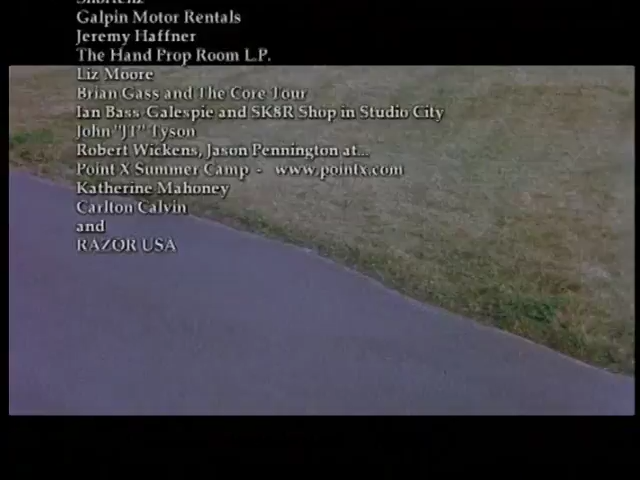 Galpin Motor Rentals
Jeremy Haffner
The Hand Prop Room L.P.
Liz Moore
Brian Gass and The Core Tour
Ian Bass-Galespie and SK8R Shop in Studio City
John "JT" Tyson
Robert Wickens, Jason Pennington at...
Point X Summer Camp - www.pointx.com
Katherine Mahoney
Carlton Calvin
and
RAZOR USA